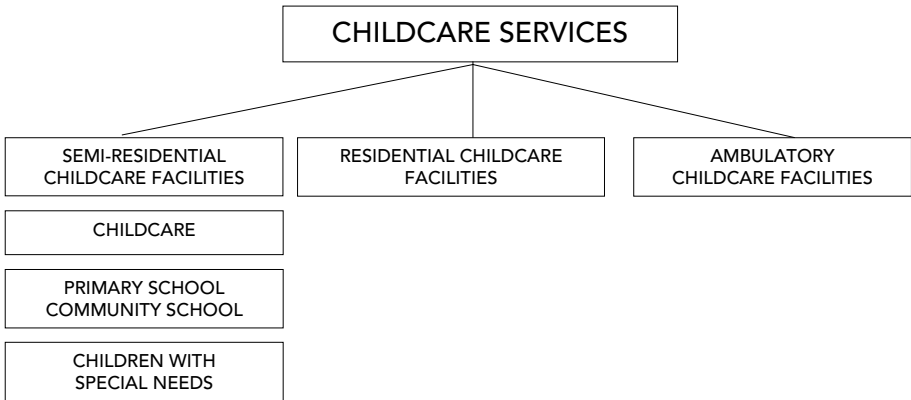 CHILDCARE SERVICES
SEMI-RESIDENTIAL
CHILDCARE FACILITIES
RESIDENTIAL CHILDCARE
FACILITIES
AMBULATORY
CHILDCARE FACILITIES
CHILDCARE
PRIMARY SCHOOL
COMMUNITY SCHOOL
CHILDREN WITH
SPECIAL NEEDS